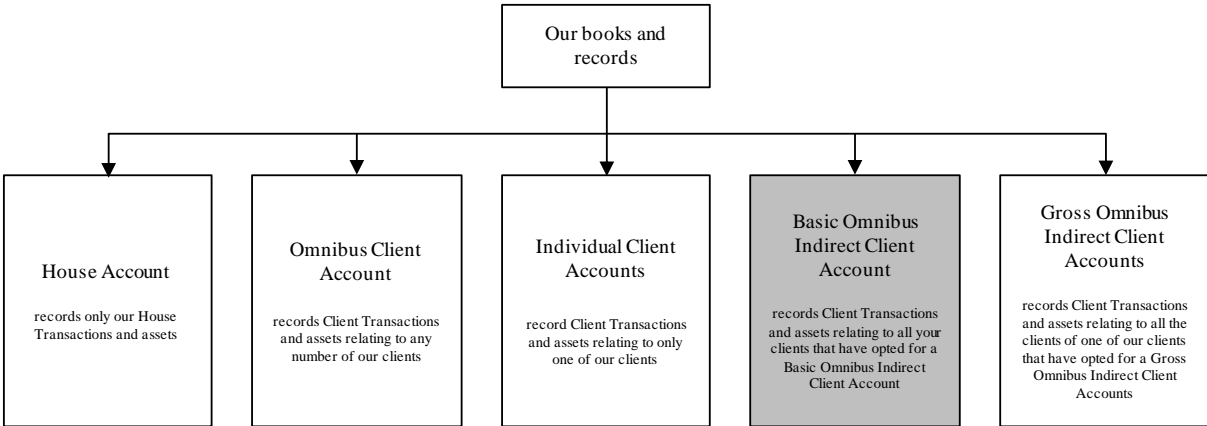 Our books and
records
House Account
records only our House
Transactions and assets
Omnibus Client
Account
records Client Transactions
and assets relating to any
number of our clients
Individual Client
Accounts
record Client Transactions
and assets relating to only
one of our clients
Basic Omnibus
Indirect Client
Account
records Client Transactions
and assets relating to all your
clients that have opted for a
Basic Omnibus Indirect
Client Account
Gross Omnibus
Indirect Client
Accounts
records Client Transactions
and assets relating to all the
clients of one of our clients
that have opted for a Gross
Omnibus Indirect Client
Accounts